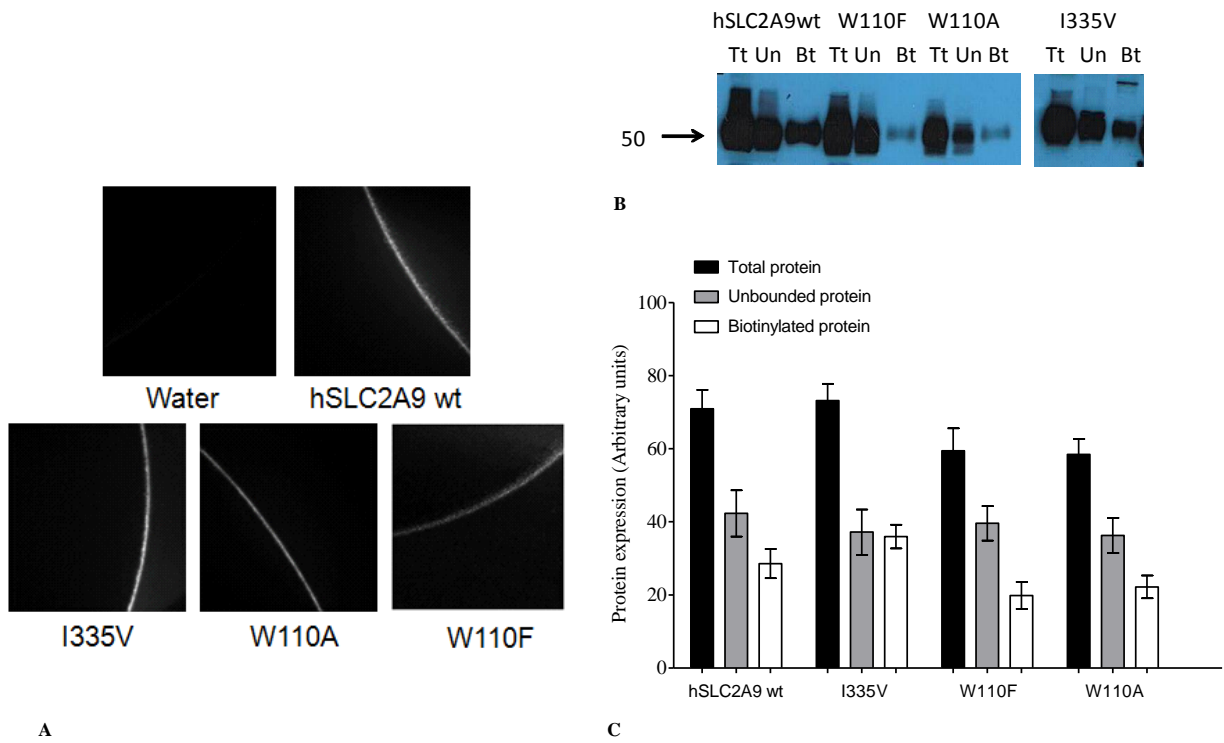 Water
hSLC2A9 wt
I335V
W110A
W110F
A
hSLC2A9wt W110F W110A I335V
Tt Un Bt Tt Un Bt Tt Un Bt Tt Un Bt
50
B
Total protein
Unbounded protein
Biotinylated protein
Protein expression (Arbitrary units)
100
80
60
40
20
0
hSLC2A9 wt I335V W110F W110A
C